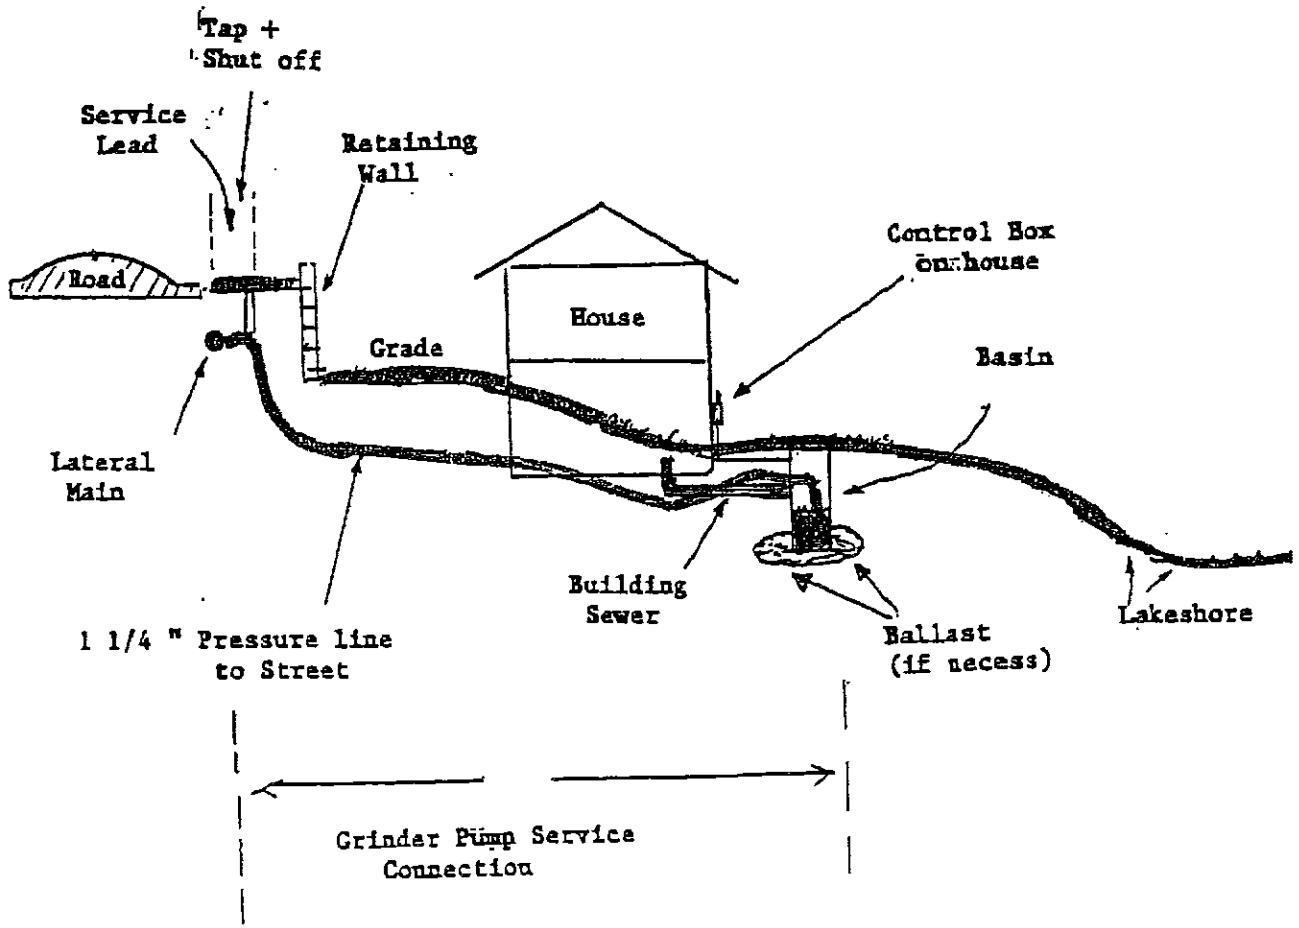 Tap +
Shut off
Service
Lead
Retaining
Wall
Road
House
Control Box
on house
Grade
Basin
Lateral
Main
Building
Sewer
Lakeshore
Ballast
(if necess)
1 1/4 " Pressure line
to Street
Grinder Pump Service
Connection